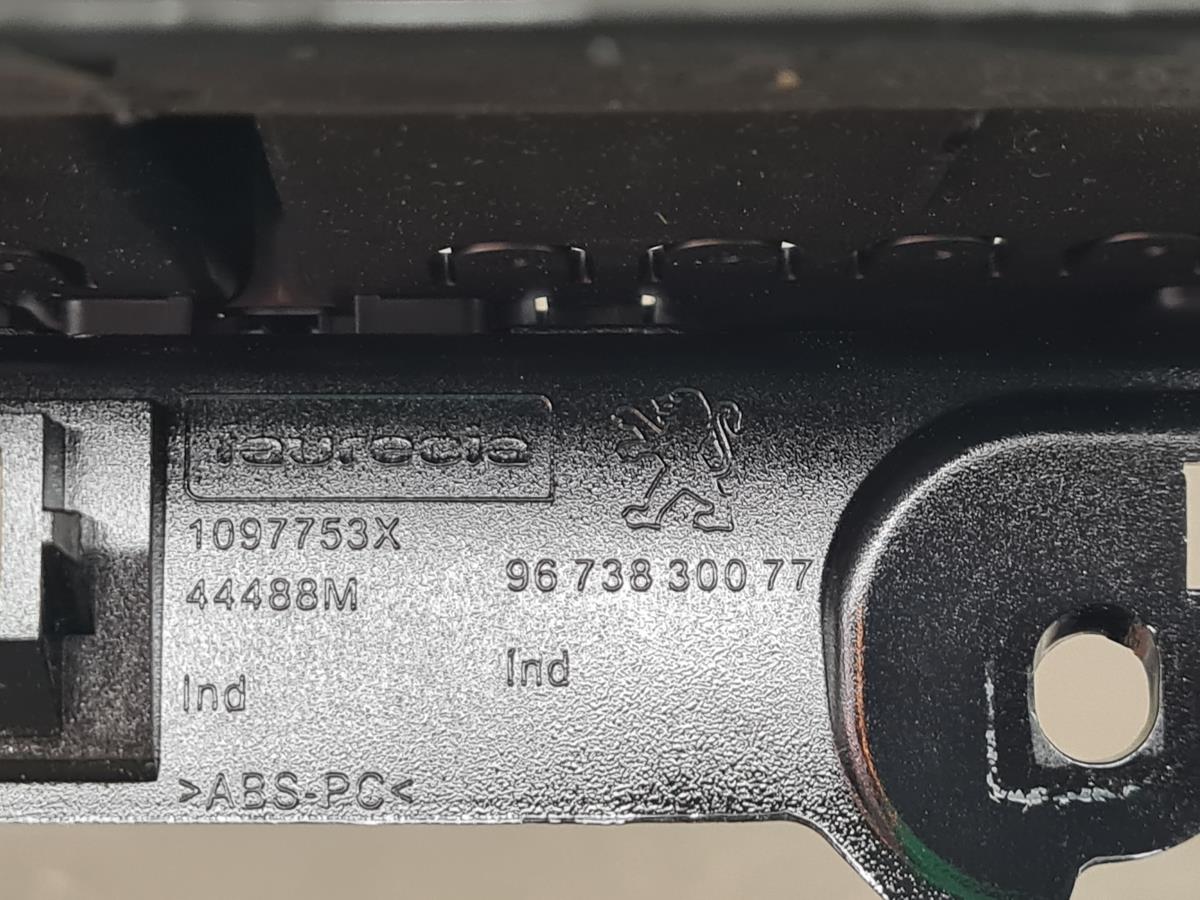 faurecia
1097753X
44488M
96 738 300 77
Ind
Ind
>ABS-PC<